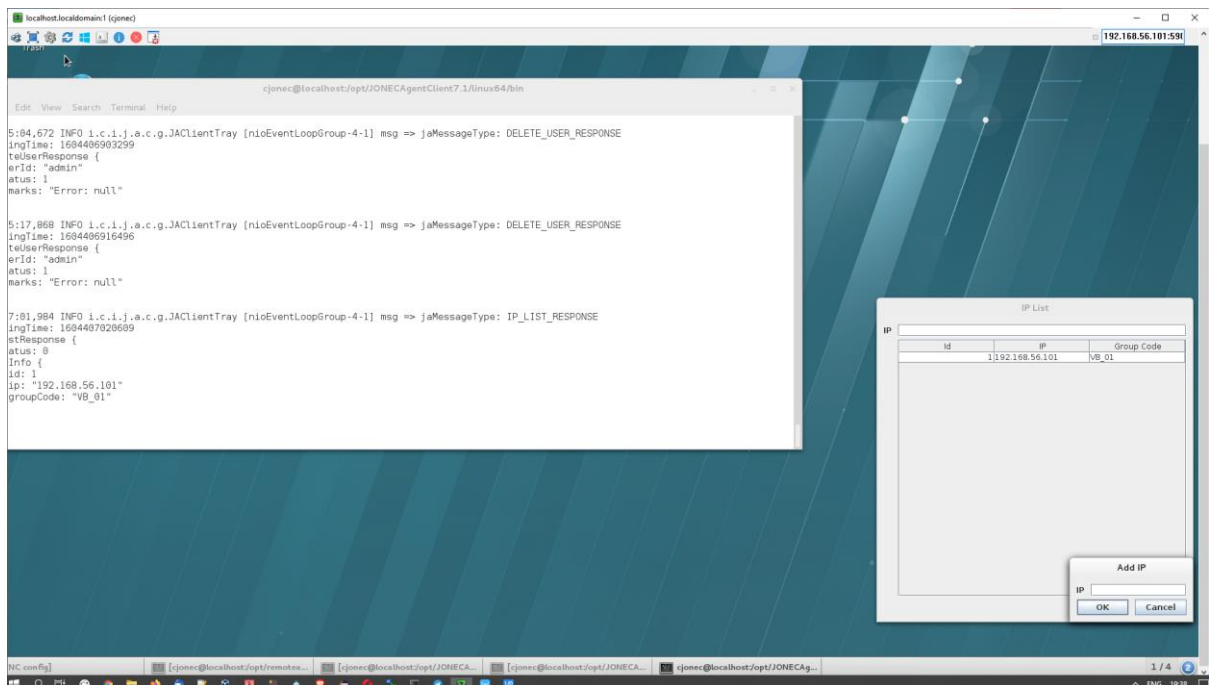 localhost.localdomain:1 (cjonec)
192.168.56.101:590
Trash
cjonec@localhost:/opt/JONECAgentClient7.1/linux64/bin
Edit View Search Terminal Help
5:04,672 INFO i.c.i.j.a.c.g.JAClientTray [nioEventLoopGroup-4-1] msg => jaMessageType: DELETE_USER_RESPONSE
ingTime: 1604406903299
teUserResponse {
erId: "admin"
atus: 1
marks: "Error: null"
5:17,868 INFO i.c.i.j.a.c.g.JAClientTray [nioEventLoopGroup-4-1] msg => jaMessageType: DELETE_USER_RESPONSE
ingTime: 1604406916496
teUserResponse {
erId: "admin"
atus: 1
marks: "Error: null"
7:01,984 INFO i.c.i.j.a.c.g.JAClientTray [nioEventLoopGroup-4-1] msg => jaMessageType: IP_LIST_RESPONSE
ingTime: 1604407020609
stResponse {
atus: 0
Info {
id: 1
ip: "192.168.56.101"
groupCode: "VB_01"
IP List
IP
Id IP Group Code
1 192.168.56.101 VB_01
Add IP
IP
OK Cancel
NC config] [cjonec@localhost:/opt/remotea... [cjonec@localhost:/opt/JONECA... [cjonec@localhost:/opt/JONECA... cjonec@localhost:/opt/JONECAg... 1 / 4 2
ENG 19:38